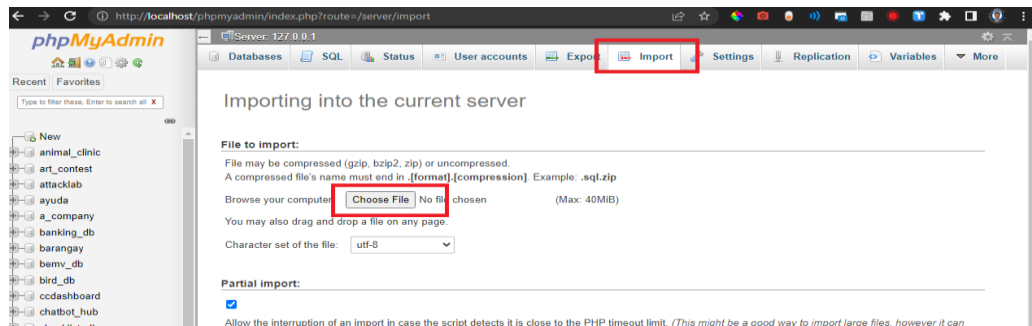 http://localhost/phpmyadmin/index.php?route=/server/import
phpMyAdmin
Server: 127.0.0.1
Databases SQL Status User accounts Export Import Settings Replication Variables More
Recent Favorites
Type to filter these, Enter to search all X
New
animal_clinic
art_contest
attacklab
ayuda
a_company
banking_db
barangay
bemv_db
bird_db
ccdashboard
chatbot_hub
Importing into the current server
File to import:
File may be compressed (gzip, bzip2, zip) or uncompressed.
A compressed file's name must end in .[format].[compression]. Example: .sql.zip
Browse your computer: Choose File No file chosen (Max: 40MiB)
You may also drag and drop a file on any page.
Character set of the file: utf-8
Partial import:
Allow the interruption of an import in case the script detects it is close to the PHP timeout limit. (This might be a good way to import large files, however it can